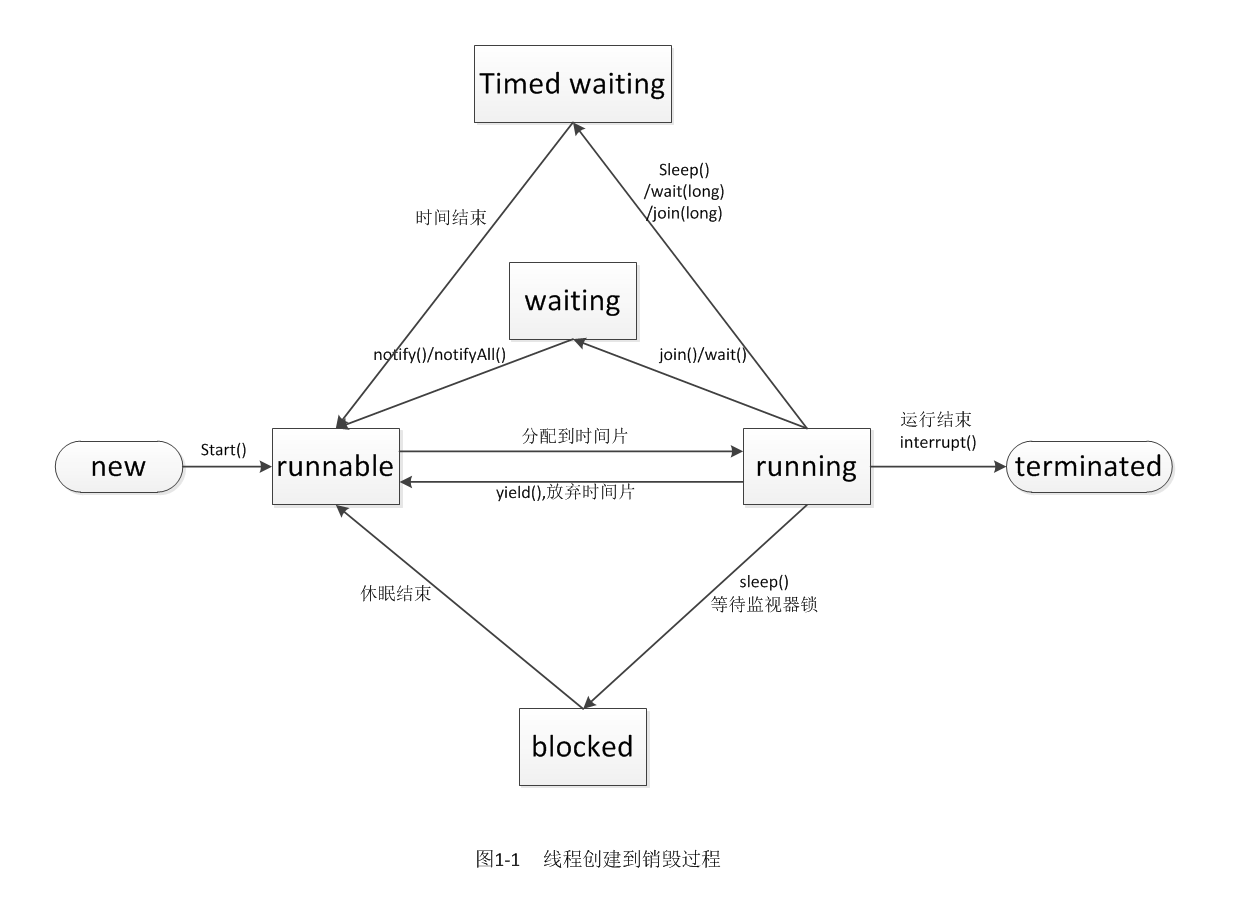 Timed waiting
Sleep()
/wait(long)
/join(long)
时间结束
waiting
notify()/notifyAll()
join()/wait()
new
Start()
runnable
分配到时间片
yield(),放弃时间片
running
运行结束
interrupt()
terminated
休眠结束
sleep()
等待监视器锁
blocked
图1-1 线程创建到销毁过程